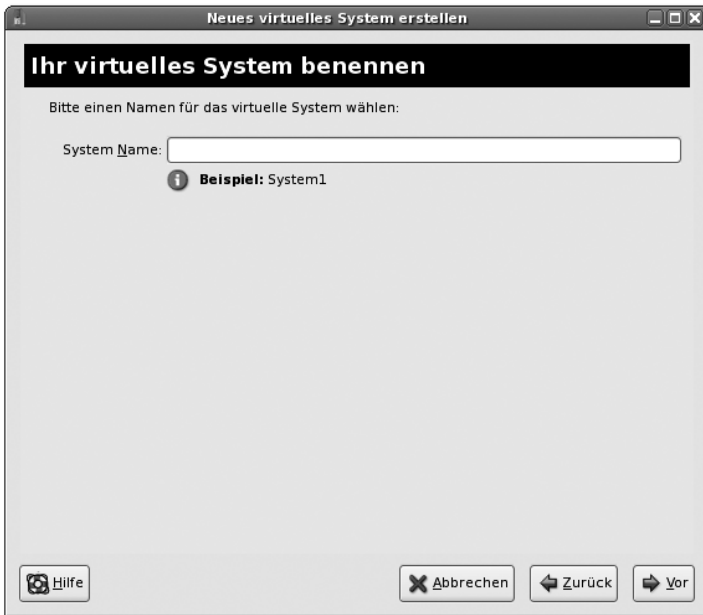 Neues virtuelles System erstellen
Ihr virtuelles System benennen
Bitte einen Namen für das virtuelle System wählen:
System Name:
Beispiel: System1
Hilfe
Abbrechen
Zurück
Vor